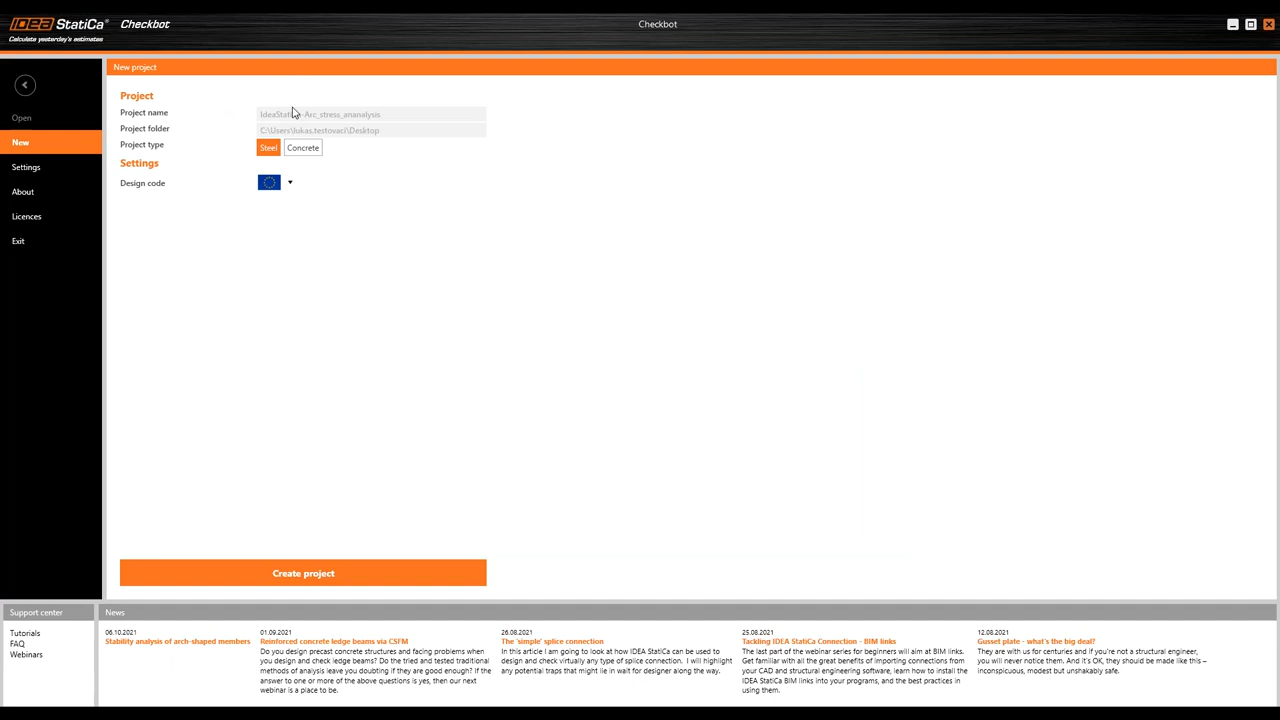 IDEA StatiCa® Checkbot
Calculate yesterday's estimates
Checkbot
New project
Open
New
Settings
About
Licences
Exit
Project
Project name
Project folder
C:\Users\lukas.testovaci\Desktop
Project type
Steel
Concrete
Settings
Design code
Create project
Support center
Tutorials
FAQ
Webinars
News
06.10.2021
Stability analysis of arch-shaped members
01.09.2021
Reinforced concrete ledge beams via CSFM
Do you design precast concrete structures and facing problems when
you design and check ledge beams? Do the tried and tested traditional
methods of analysis leave you doubting if they are good enough? If the
answer to one or more of the above questions is yes, then our next
webinar is a place to be.
26.08.2021
The 'simple' splice connection
In this article I am going to look at how IDEA StatiCa can be used to
design and check virtually any type of splice connection. I will highlight
any potential traps that might lie in wait for designer along the way.
25.08.2021
Tackling IDEA StatiCa Connection - BIM links
The last part of the webinar series for beginners will aim at BIM links.
Get familiar with all the great benefits of importing connections from
your CAD and structural engineering software, learn how to install the
IDEA StatiCa BIM links into your programs, and the best practices in
using them.
12.08.2021
Gusset plate - what's the big deal?
They are with us for centuries and if you're not a structural engineer,
you will never notice them. And it's OK, they should be made like this –
inconspicuous, modest but unshakably safe.